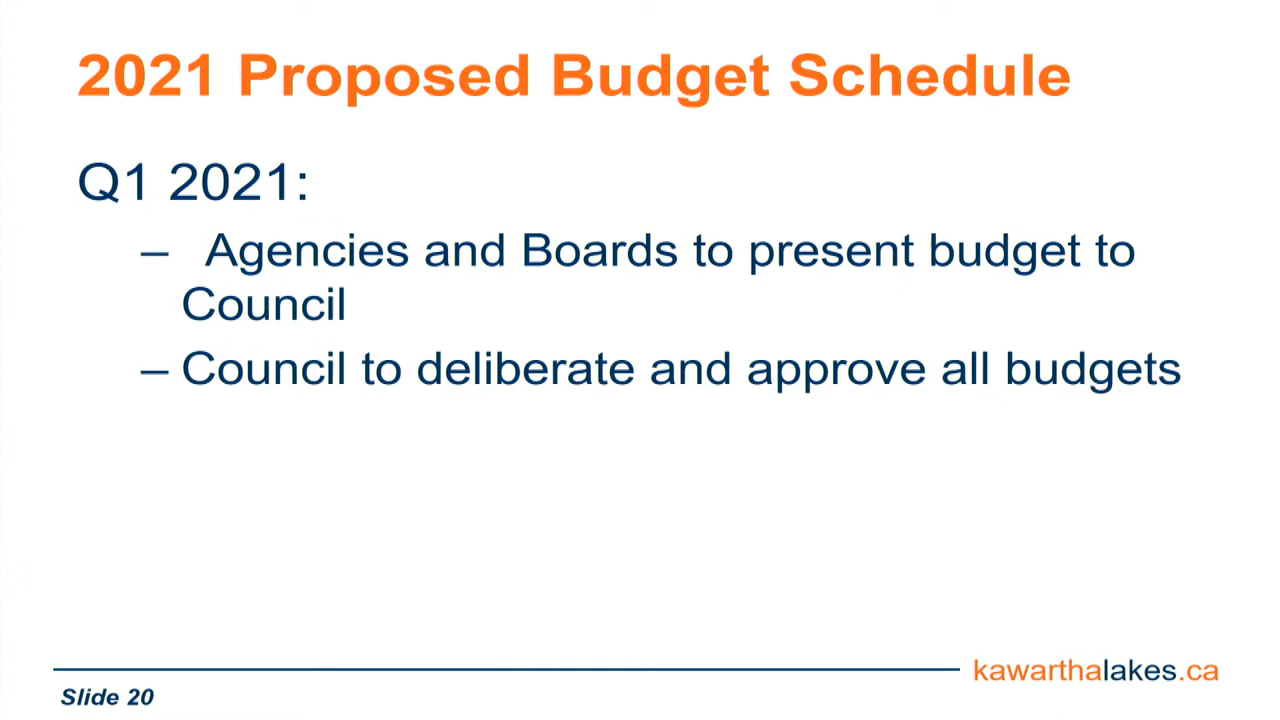 2021 Proposed Budget Schedule
Q1 2021:
– Agencies and Boards to present budget to
Council
– Council to deliberate and approve all budgets
kawarthalakes.ca
Slide 20